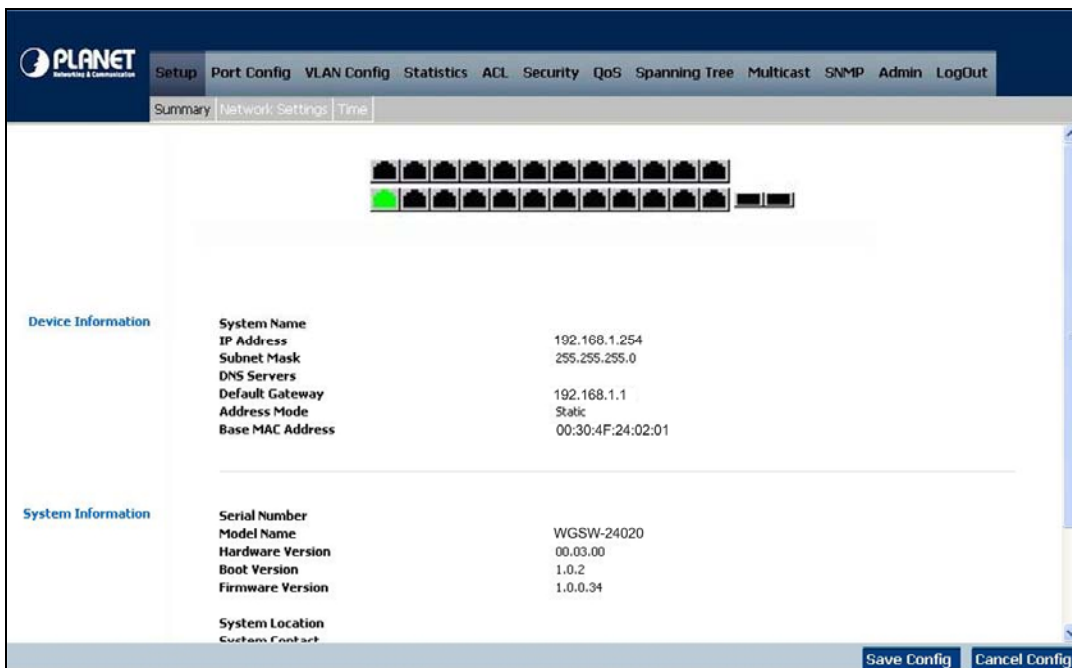 PLANET
Networking & Communication
Setup Port Config VLAN Config Statistics ACL Security QoS Spanning Tree Multicast SNMP Admin LogOut
Summary Network Settings Time
Device Information
System Name
IP Address 192.168.1.254
Subnet Mask 255.255.255.0
DNS Servers
Default Gateway 192.168.1.1
Address Mode Static
Base MAC Address 00:30:4F:24:02:01
System Information
Serial Number
Model Name WGSW-24020
Hardware Version 00.03.00
Boot Version 1.0.2
Firmware Version 1.0.0.34
System Location
System Contact
Save Config Cancel Config